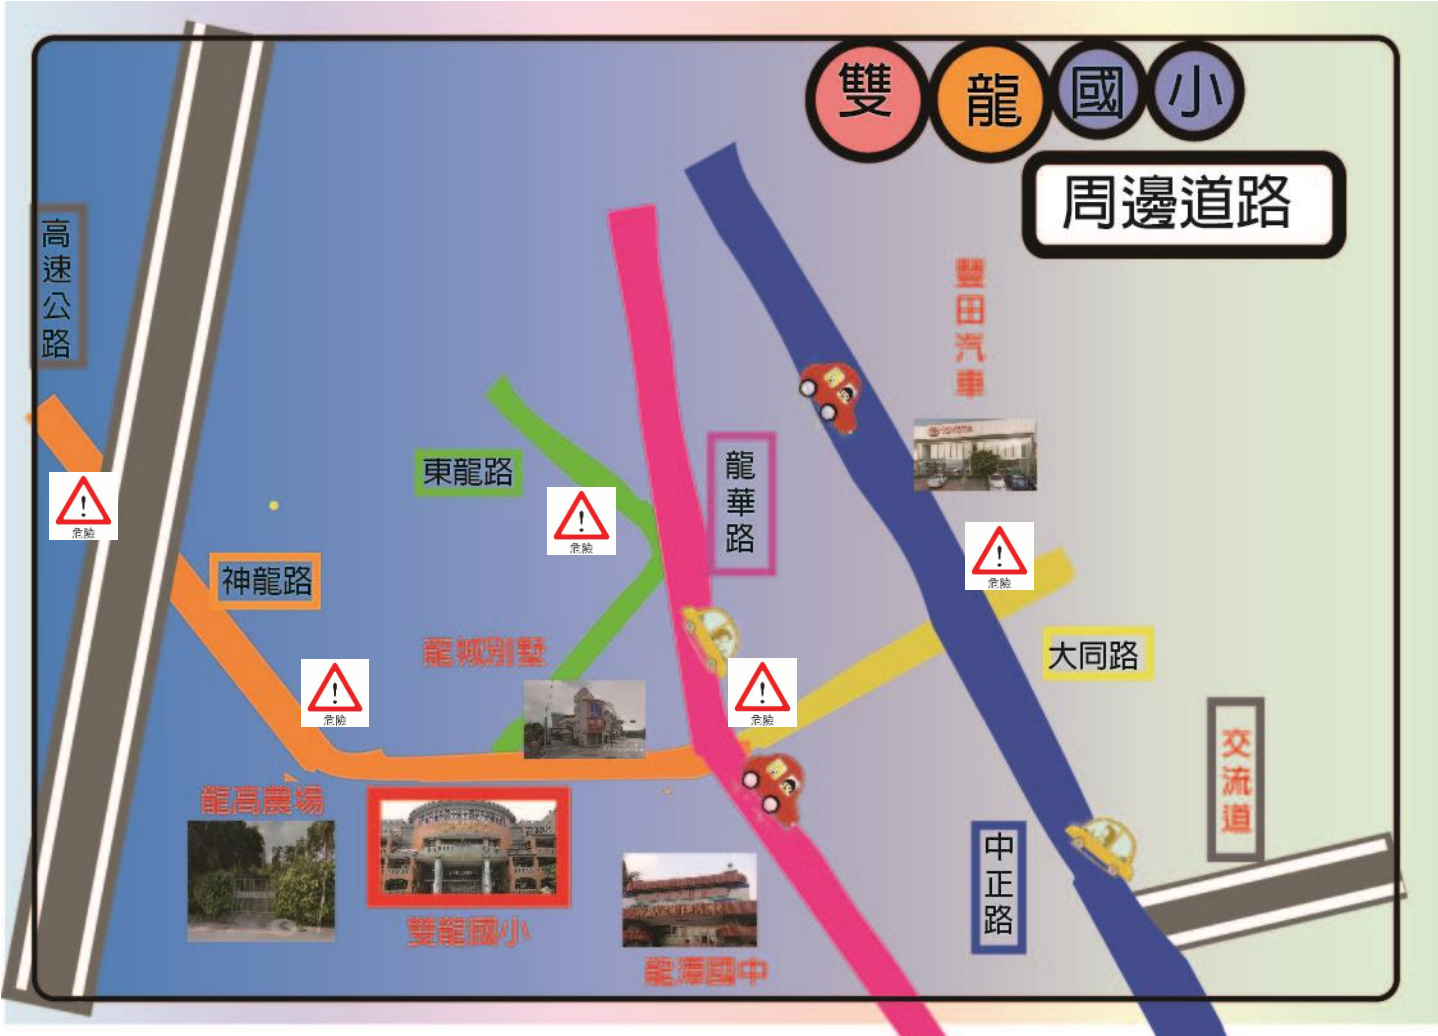 雙龍國小
周邊道路
高速公路
豐田汽車
TOYOTA
東龍路
龍華路
危險
危險
危險
神龍路
龍城別墅
大同路
危險
危險
交流道
龍高農場
中正路
雙龍國小
龍潭國中